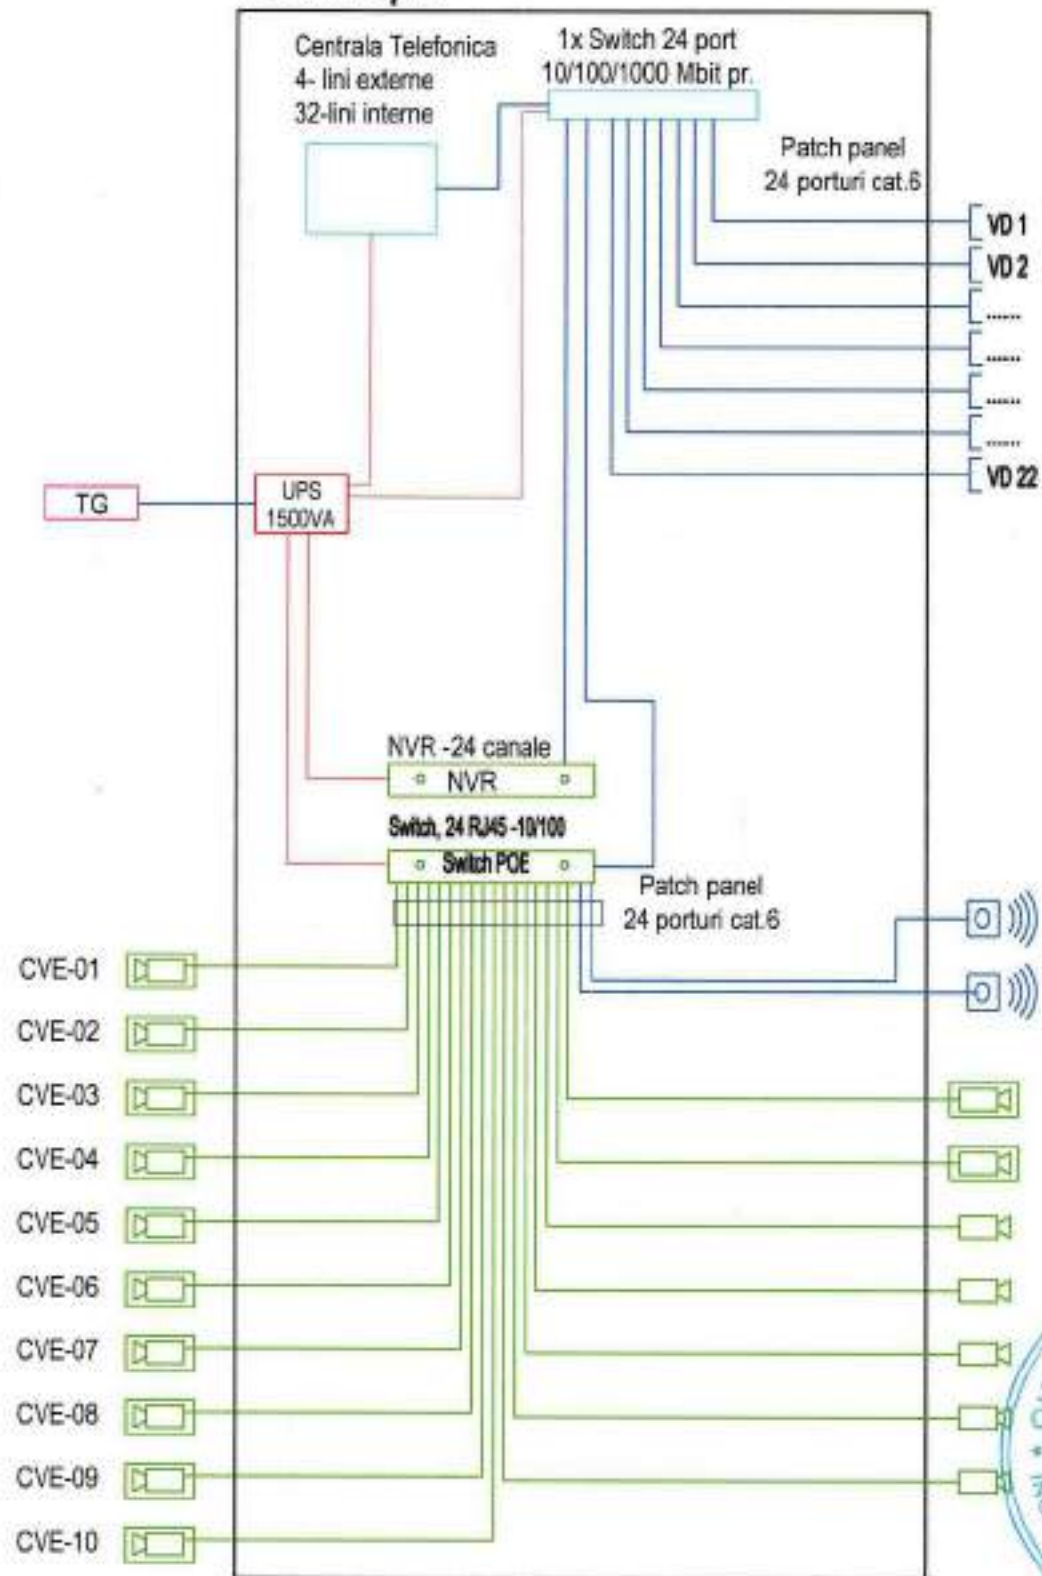 Centrala Telefonica
4- lini externe
32-lini interne
1x Switch 24 port
10/100/1000 Mbit pr.
Patch panel
24 porturi cat.6
VD 1
VD 2
......
......
......
......
VD 22
TG
UPS
1500VA
NVR -24 canale
NVR
Switch, 24 RJ45 -10/100
Switch POE
Patch panel
24 porturi cat.6
CVE-01
CVE-02
CVE-03
CVE-04
CVE-05
CVE-06
CVE-07
CVE-08
CVE-09
CVE-10